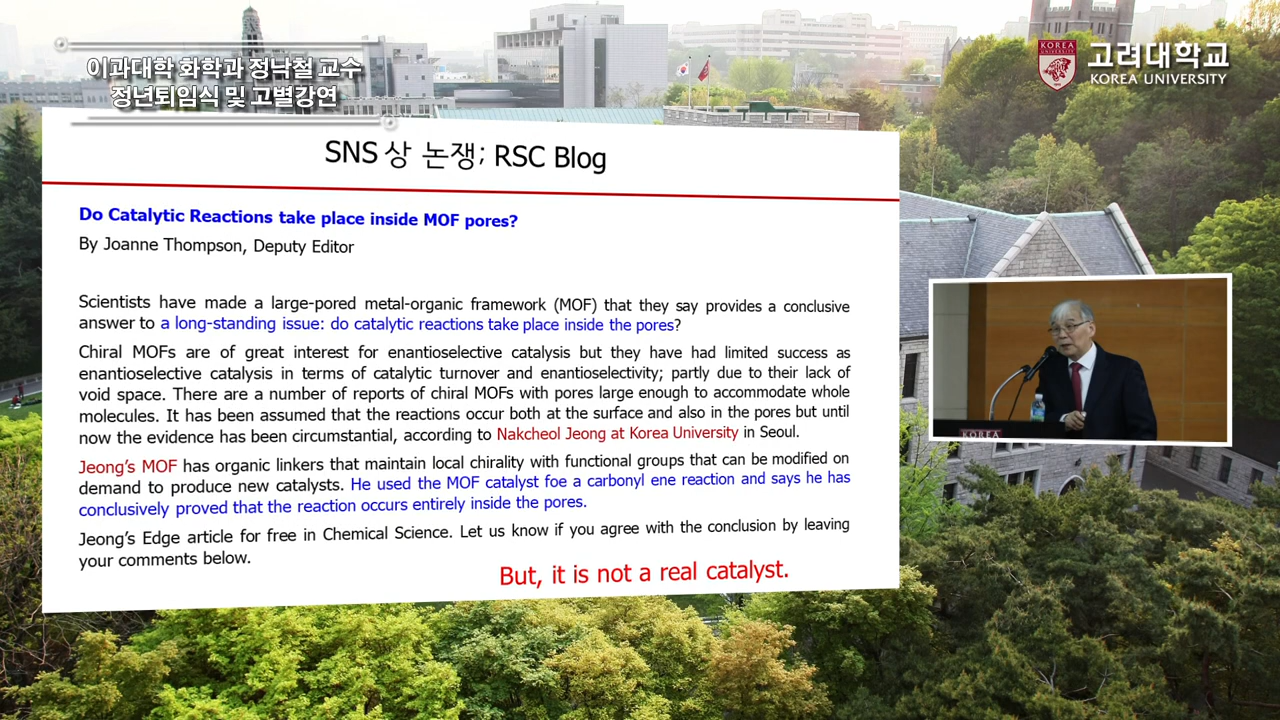 이과대학 화학과 정낙철 교수
정년퇴임식 및 고별강연
KOREA
UNIVERSITY
고려대학교
KOREA UNIVERSITY
SNS 상 논쟁; RSC Blog
Do Catalytic Reactions take place inside MOF pores?
By Joanne Thompson, Deputy Editor
Scientists have made a large-pored metal-organic framework (MOF) that they say provides a conclusive
answer to a long-standing issue: do catalytic reactions take place inside the pores?
Chiral MOFs are of great interest for enantioselective catalysis but they have had limited success as
enantioselective catalysis in terms of catalytic turnover and enantioselectivity; partly due to their lack of
void space. There are a number of reports of chiral MOFs with pores large enough to accommodate whole
molecules. It has been assumed that the reactions occur both at the surface and also in the pores but until
now the evidence has been circumstantial, according to Nakcheol Jeong at Korea University in Seoul.
Jeong's MOF has organic linkers that maintain local chirality with functional groups that can be modified on
demand to produce new catalysts. He used the MOF catalyst foe a carbonyl ene reaction and says he has
conclusively proved that the reaction occurs entirely inside the pores.
Jeong's Edge article for free in Chemical Science. Let us know if you agree with the conclusion by leaving
your comments below.
But, it is not a real catalyst.
KOREA